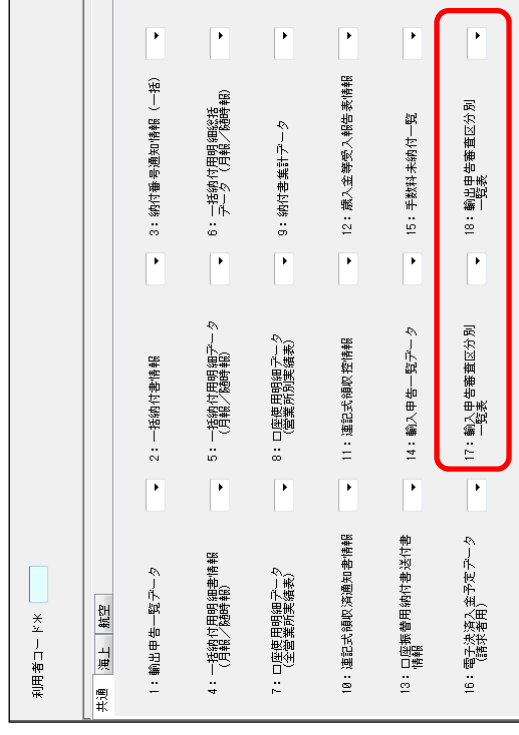 利用者コード*
共通 海上 航空
1：輸出申告一覧データ
2：一括納付書情報
3：納付番号通知情報（一括）
4：一括納付用明細書情報
（月報／随時報）
5：一括納付用明細データ
（月報／随時報）
6：一括納付用明細総括
データ（月報／随時報）
7：口座使用明細データ
（全営業所実績表）
8：口座使用明細データ
（営業所別実績表）
9：納付書集計データ
10：連記式領収済通知書情報
11：連記式領収控情報
12：歳入金等受入報告表情報
13：口座振替用納付書送付書
情報
14：輸入申告一覧データ
15：手数料未納付一覧
16：電子決済入金予定データ
（請求者用）
17：輸入申告審査区分別
一覧表
18：輸出申告審査区分別
一覧表